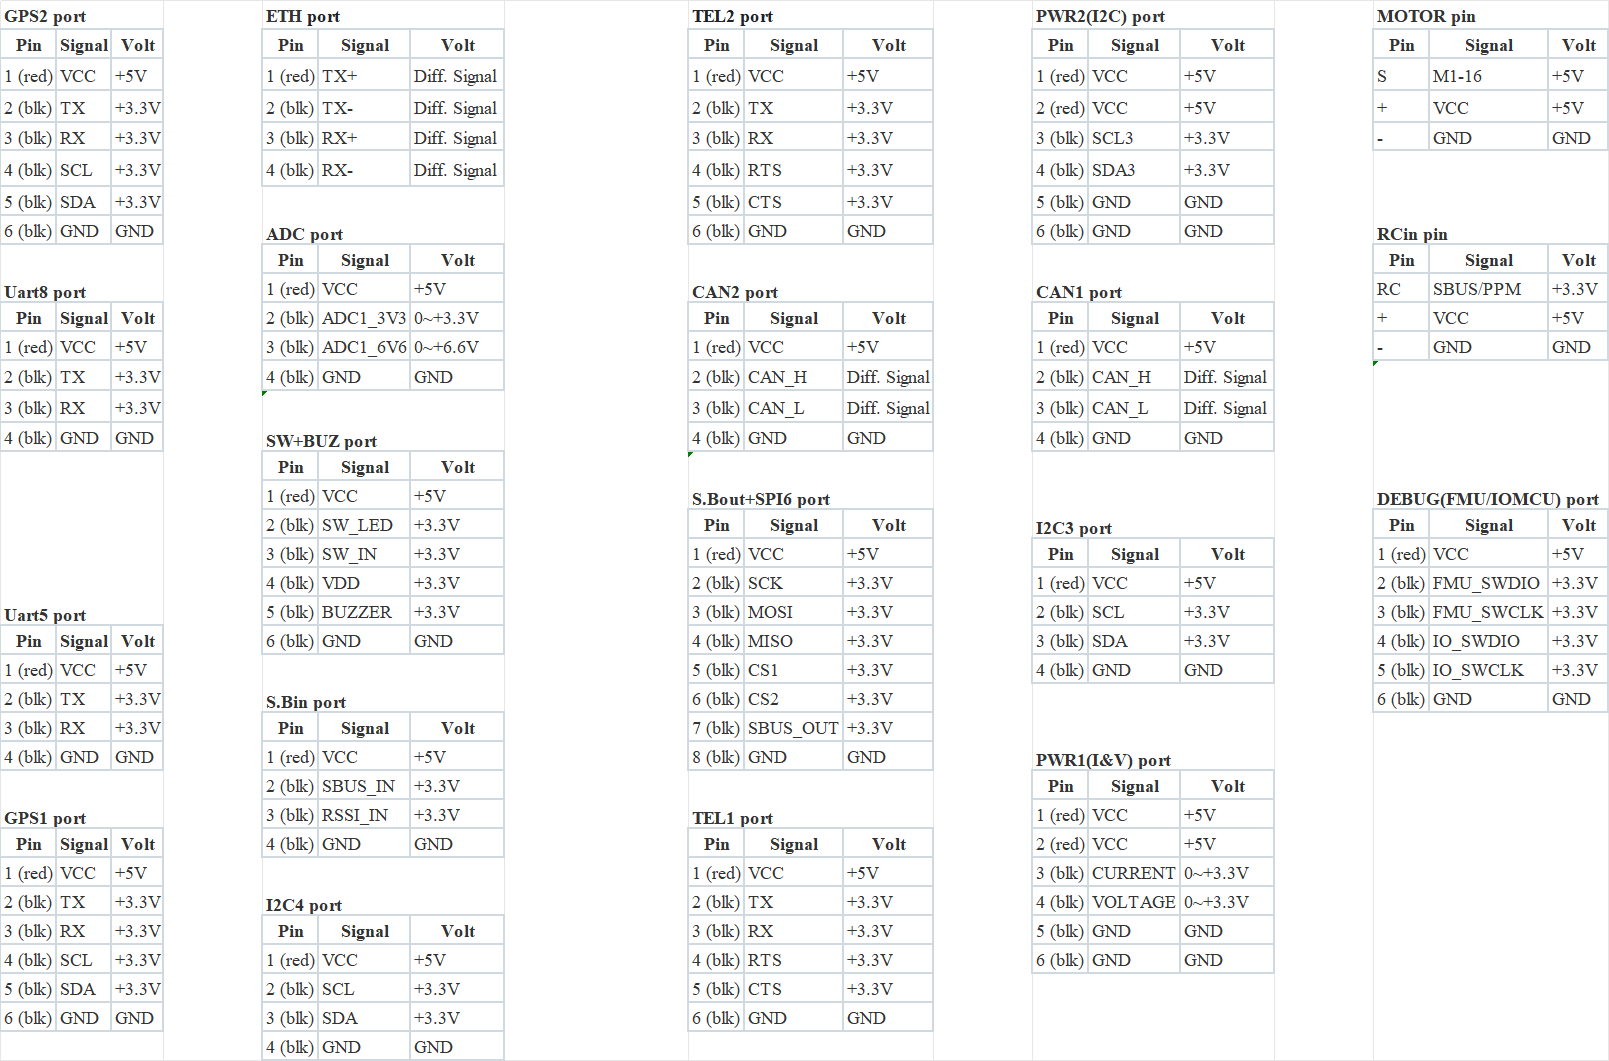 GPS2 port
Pin Signal Volt
1 (red) VCC +5V
2 (blk) TX +3.3V
3 (blk) RX +3.3V
4 (blk) SCL +3.3V
5 (blk) SDA +3.3V
6 (blk) GND GND
Uart8 port
Pin Signal Volt
1 (red) VCC +5V
2 (blk) TX +3.3V
3 (blk) RX +3.3V
4 (blk) GND GND
Uart5 port
Pin Signal Volt
1 (red) VCC +5V
2 (blk) TX +3.3V
3 (blk) RX +3.3V
4 (blk) GND GND
GPS1 port
Pin Signal Volt
1 (red) VCC +5V
2 (blk) TX +3.3V
3 (blk) RX +3.3V
4 (blk) SCL +3.3V
5 (blk) SDA +3.3V
6 (blk) GND GND
ETH port
Pin Signal Volt
1 (red) TX+ Diff. Signal
2 (blk) TX- Diff. Signal
3 (blk) RX+ Diff. Signal
4 (blk) RX- Diff. Signal
ADC port
Pin Signal Volt
1 (red) VCC +5V
2 (blk) ADC1_3V3 0~+3.3V
3 (blk) ADC1_6V6 0~+6.6V
4 (blk) GND GND
SW+BUZ port
Pin Signal Volt
1 (red) VCC +5V
2 (blk) SW_LED +3.3V
3 (blk) SW_IN +3.3V
4 (blk) VDD +3.3V
5 (blk) BUZZER +3.3V
6 (blk) GND GND
S.Bin port
Pin Signal Volt
1 (red) VCC +5V
2 (blk) SBUS_IN +3.3V
3 (blk) RSSI_IN +3.3V
4 (blk) GND GND
I2C4 port
Pin Signal Volt
1 (red) VCC +5V
2 (blk) SCL +3.3V
3 (blk) SDA +3.3V
4 (blk) GND GND
TEL2 port
Pin Signal Volt
1 (red) VCC +5V
2 (blk) TX +3.3V
3 (blk) RX +3.3V
4 (blk) RTS +3.3V
5 (blk) CTS +3.3V
6 (blk) GND GND
CAN2 port
Pin Signal Volt
1 (red) VCC +5V
2 (blk) CAN_H Diff. Signal
3 (blk) CAN_L Diff. Signal
4 (blk) GND GND
S.Bout+SPI6 port
Pin Signal Volt
1 (red) VCC +5V
2 (blk) SCK +3.3V
3 (blk) MOSI +3.3V
4 (blk) MISO +3.3V
5 (blk) CS1 +3.3V
6 (blk) CS2 +3.3V
7 (blk) SBUS_OUT +3.3V
8 (blk) GND GND
TEL1 port
Pin Signal Volt
1 (red) VCC +5V
2 (blk) TX +3.3V
3 (blk) RX +3.3V
4 (blk) RTS +3.3V
5 (blk) CTS +3.3V
6 (blk) GND GND
PWR2(I2C) port
Pin Signal Volt
1 (red) VCC +5V
2 (red) VCC +5V
3 (blk) SCL3 +3.3V
4 (blk) SDA3 +3.3V
5 (blk) GND GND
6 (blk) GND GND
CAN1 port
Pin Signal Volt
1 (red) VCC +5V
2 (blk) CAN_H Diff. Signal
3 (blk) CAN_L Diff. Signal
4 (blk) GND GND
I2C3 port
Pin Signal Volt
1 (red) VCC +5V
2 (blk) SCL +3.3V
3 (blk) SDA +3.3V
4 (blk) GND GND
PWR1(I&V) port
Pin Signal Volt
1 (red) VCC +5V
2 (red) VCC +5V
3 (blk) CURRENT 0~+3.3V
4 (blk) VOLTAGE 0~+3.3V
5 (blk) GND GND
6 (blk) GND GND
MOTOR pin
Pin Signal Volt
S M1-16 +5V
+ VCC +5V
- GND GND
RCin pin
Pin Signal Volt
RC SBUS/PPM +3.3V
+ VCC +5V
- GND GND
DEBUG(FMU/IOMCU) port
Pin Signal Volt
1 (red) VCC +5V
2 (blk) FMU_SWDIO +3.3V
3 (blk) FMU_SWCLK +3.3V
4 (blk) IO_SWDIO +3.3V
5 (blk) IO_SWCLK +3.3V
6 (blk) GND GND